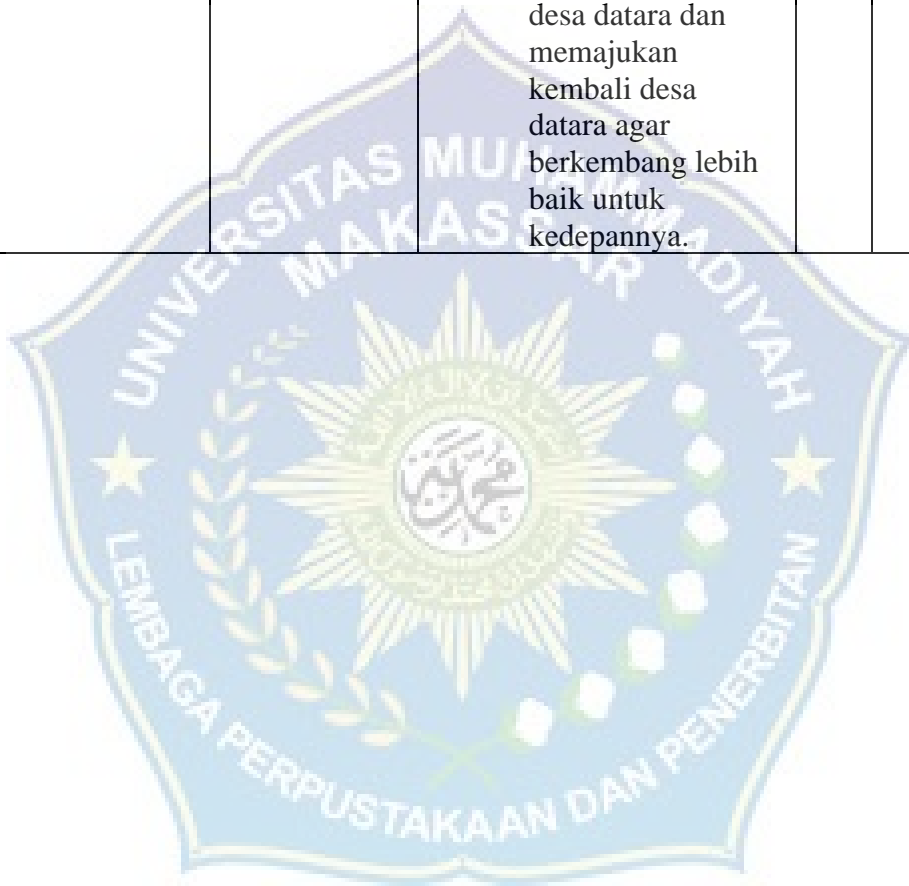 desa datara dan
memajukan
kembali desa
datara agar
berkembang lebih
baik untuk
kedepannya.
UNIVERSITAS MUHAMMADIYAH
MAKASSAR
LEMBAGA PERPUSTAKAAN DAN PENERBITAN